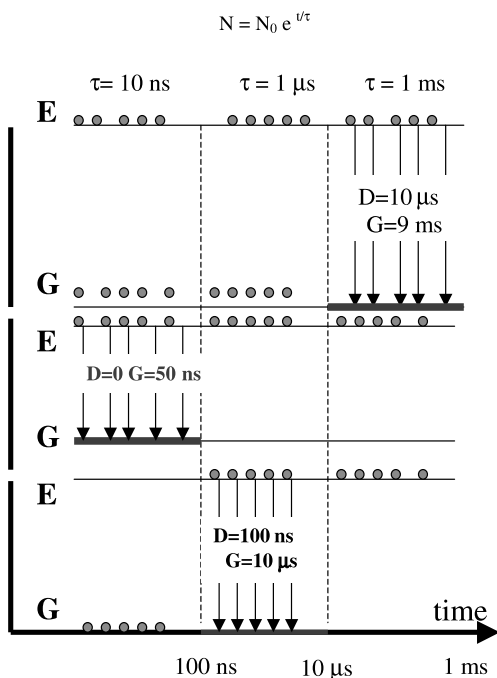 N = N₀ e ᵗ/τ
τ= 10 ns τ = 1 μs τ = 1 ms
E
D=10 μs
G=9 ms
G
E
D=0 G=50 ns
G
E
D=100 ns
G=10 μs
G time
100 ns 10 μs 1 ms